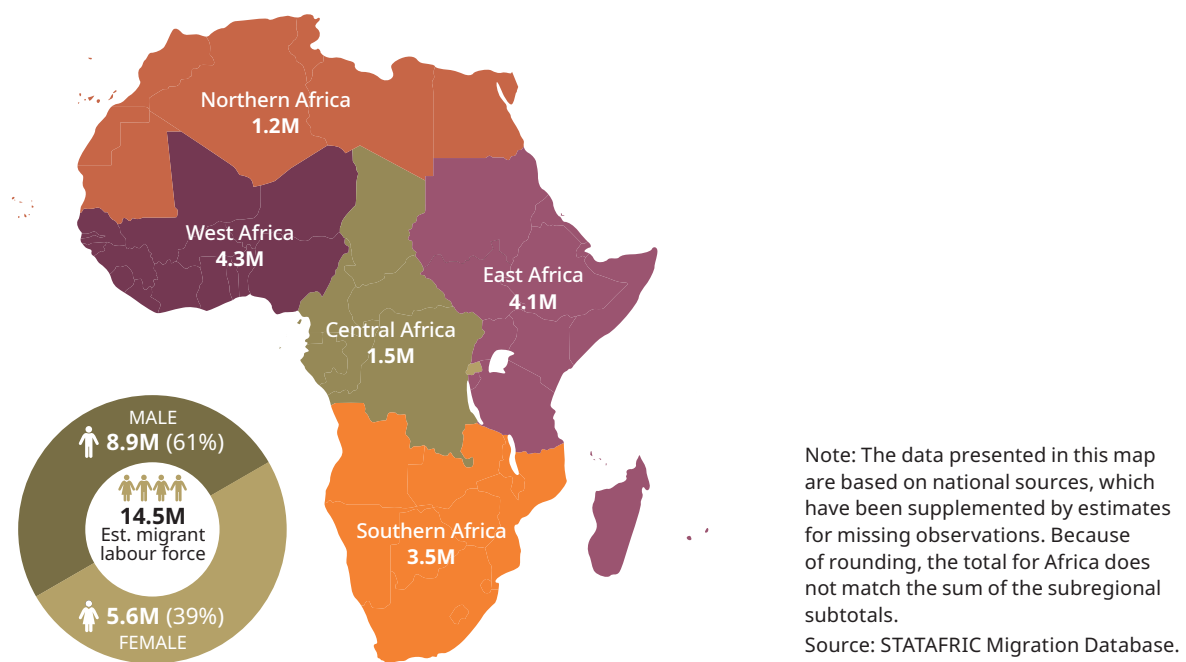 Northern Africa
1.2M
West Africa
4.3M
East Africa
4.1M
Central Africa
1.5M
Southern Africa
3.5M
MALE
8.9M (61%)
14.5M
Est. migrant
labour force
5.6M (39%)
FEMALE
Note: The data presented in this map
are based on national sources, which
have been supplemented by estimates
for missing observations. Because
of rounding, the total for Africa does
not match the sum of the subregional
subtotals.
Source: STATAFRIC Migration Database.